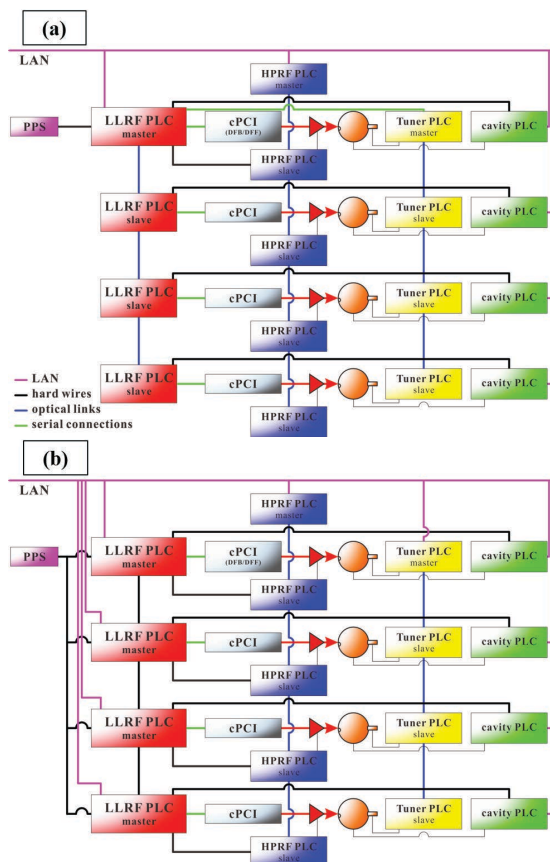 (a)
LAN
HPRF PLC
master
PPS
LLRF PLC
master
cPCI
(DFB/DFF)
Tuner PLC
master
cavity PLC
HPRF PLC
slave
LLRF PLC
slave
cPCI
Tuner PLC
slave
cavity PLC
HPRF PLC
slave
LLRF PLC
slave
cPCI
Tuner PLC
slave
cavity PLC
HPRF PLC
slave
LLRF PLC
slave
cPCI
Tuner PLC
slave
cavity PLC
HPRF PLC
slave
LAN
hard wires
optical links
serial connections
(b)
LAN
HPRF PLC
master
PPS
LLRF PLC
master
cPCI
(DFB/DFF)
Tuner PLC
master
cavity PLC
HPRF PLC
slave
LLRF PLC
master
cPCI
Tuner PLC
slave
cavity PLC
HPRF PLC
slave
LLRF PLC
master
cPCI
Tuner PLC
slave
cavity PLC
HPRF PLC
slave
LLRF PLC
master
cPCI
Tuner PLC
slave
cavity PLC
HPRF PLC
slave